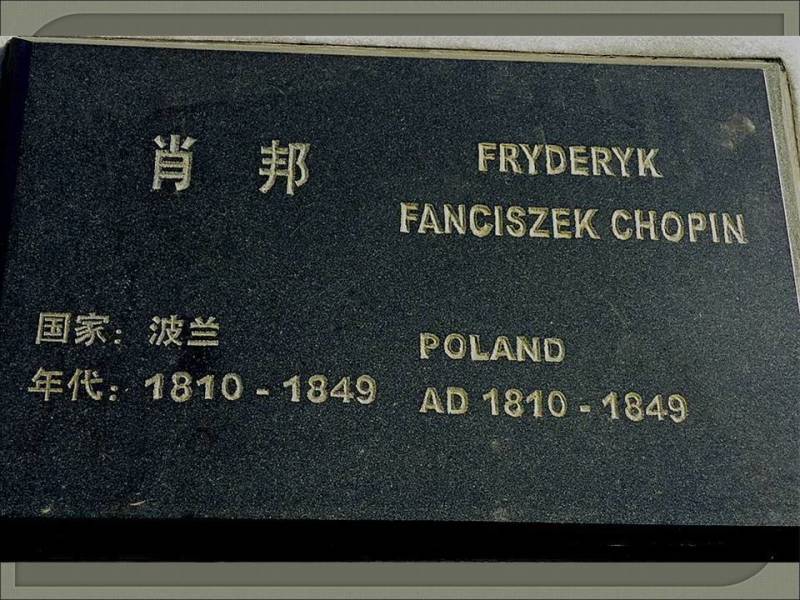 肖 邦
FRYDERYK
FANCISZEK CHOPIN
国家：波兰
年代：1810 - 1849
POLAND
AD 1810 - 1849